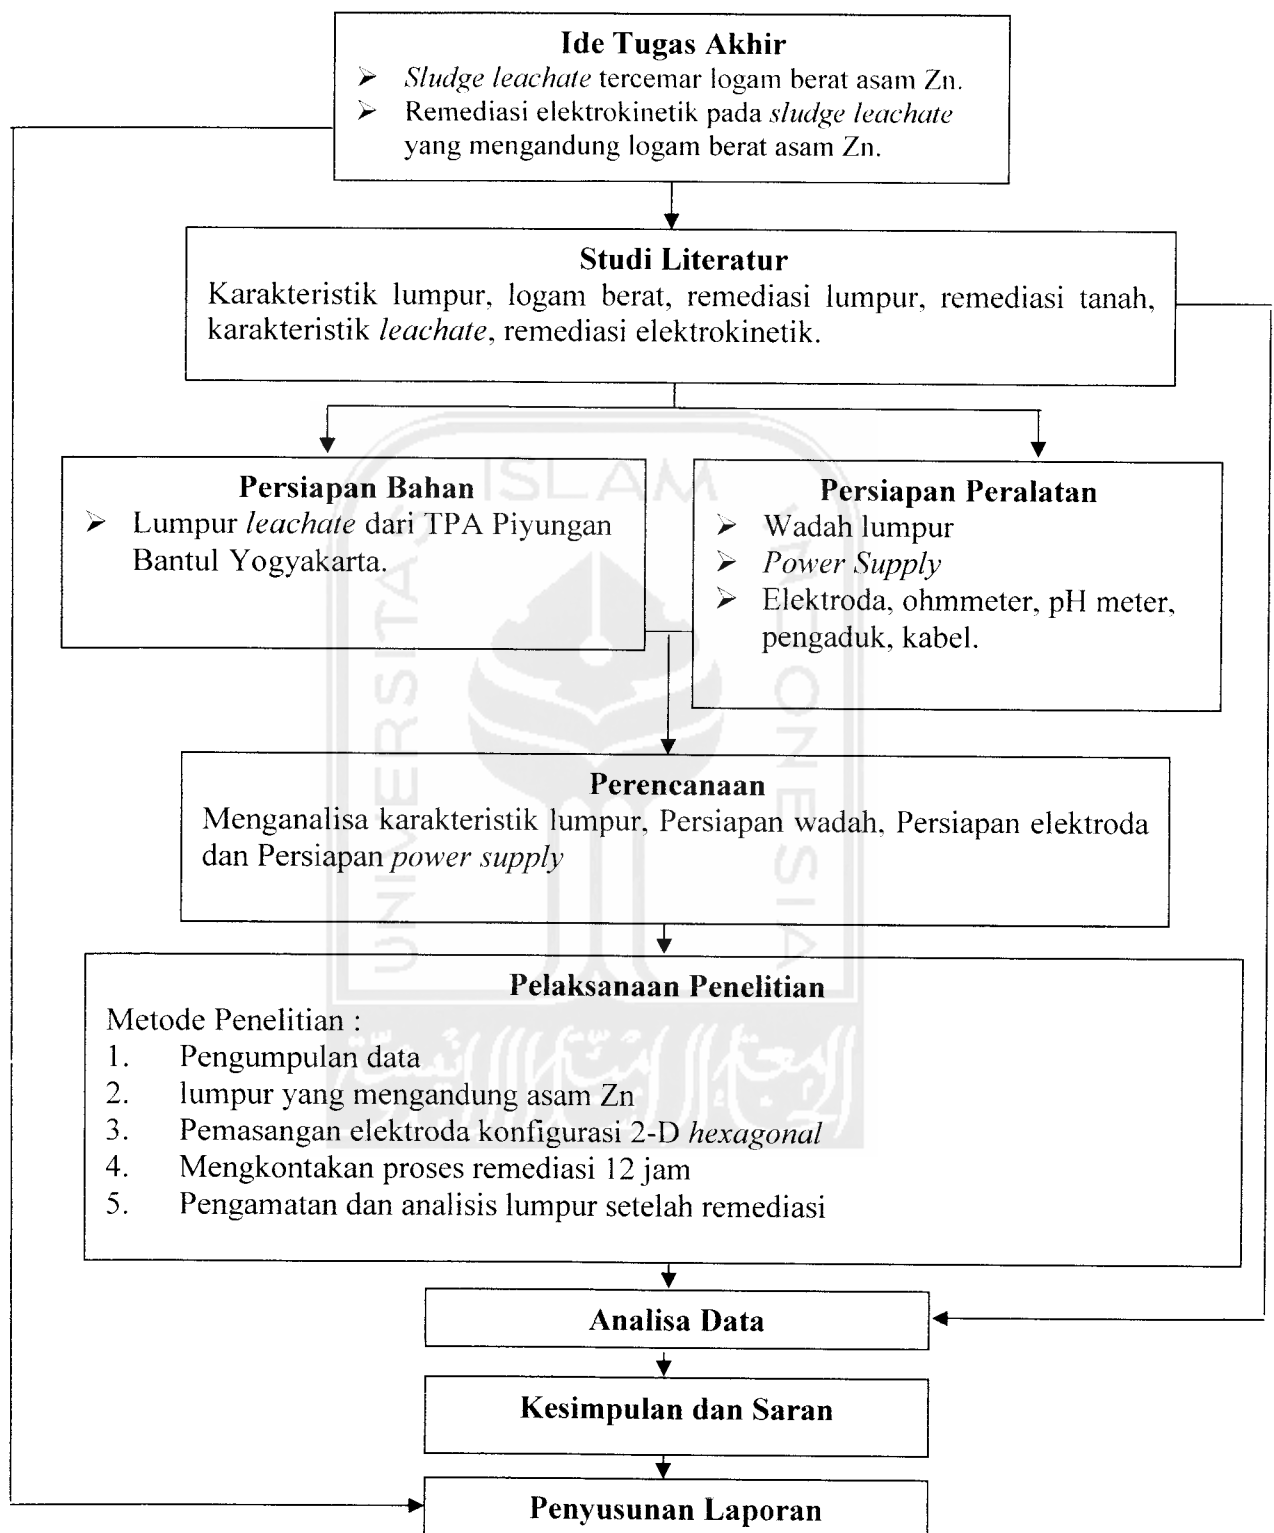 Ide Tugas Akhir
➤ Sludge leachate tercemar logam berat asam Zn.
➤ Remediasi elektrokinetik pada sludge leachate
yang mengandung logam berat asam Zn.
Studi Literatur
Karakteristik lumpur, logam berat, remediasi lumpur, remediasi tanah,
karakteristik leachate, remediasi elektrokinetik.
Persiapan Bahan
➤ Lumpur leachate dari TPA Piyungan
Bantul Yogyakarta.
Persiapan Peralatan
➤ Wadah lumpur
➤ Power Supply
➤ Elektroda, ohmmeter, pH meter,
pengaduk, kabel.
Perencanaan
Menganalisa karakteristik lumpur, Persiapan wadah, Persiapan elektroda
dan Persiapan power supply
Pelaksanaan Penelitian
Metode Penelitian :
1. Pengumpulan data
2. lumpur yang mengandung asam Zn
3. Pemasangan elektroda konfigurasi 2-D hexagonal
4. Mengkontakan proses remediasi 12 jam
5. Pengamatan dan analisis lumpur setelah remediasi
Analisa Data
Kesimpulan dan Saran
Penyusunan Laporan
UNIVERSITAS
ISLAM
INDONESIA